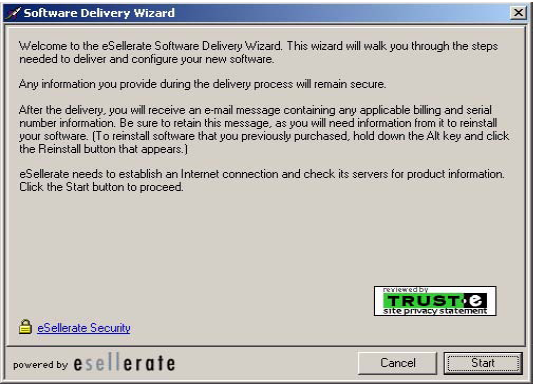 Software Delivery Wizard
Welcome to the eSellerate Software Delivery Wizard. This wizard will walk you through the steps
needed to deliver and configure your new software.
Any information you provide during the delivery process will remain secure.
After the delivery, you will receive an e-mail message containing any applicable billing and serial
number information. Be sure to retain this message, as you will need information from it to reinstall
your software. (To reinstall software that you previously purchased, hold down the Alt key and click
the Reinstall button that appears.)
eSellerate needs to establish an Internet connection and check its servers for product information.
Click the Start button to proceed.
reviewed by
TRUSTe
site privacy statement
eSellerate Security
powered by esellerate
Cancel
Start